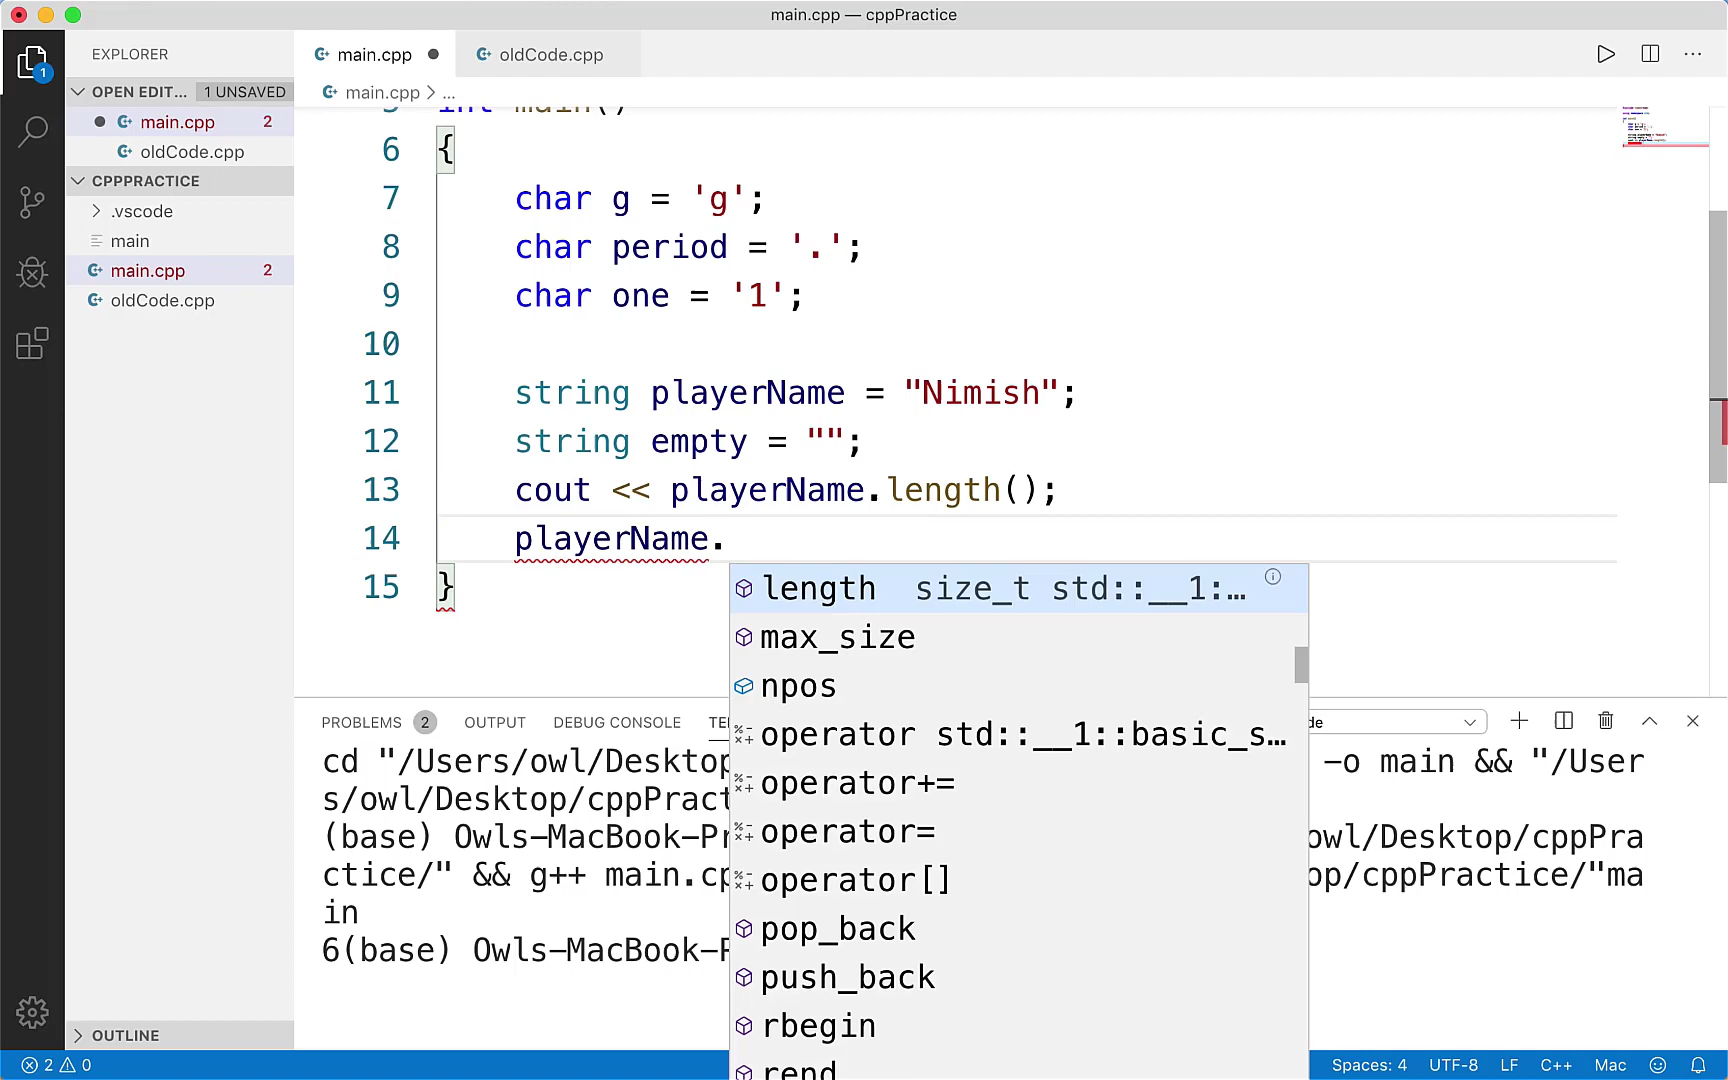 main.cpp — cppPractice
1
EXPLORER
main.cpp
oldCode.cpp
OPEN EDIT... 1 UNSAVED
main.cpp > ...
main.cpp 2
oldCode.cpp
CPPPRACTICE
.vscode
main
main.cpp 2
oldCode.cpp
OUTLINE
int main()
6 {
7 char g = 'g';
8 char period = '.';
9 char one = '1';
10
11 string playerName = "Nimish";
12 string empty = "";
13 cout << playerName.length();
14 playerName.
15 }
length size_t std::__1:...
max_size
npos
operator std::__1::basic_s...
operator+=
operator=
operator[]
pop_back
push_back
rbegin
rend
PROBLEMS 2 OUTPUT DEBUG CONSOLE TE de
cd "/Users/owl/Desktop -o main && "/User
s/owl/Desktop/cppPract
(base) Owls-MacBook-Pr owl/Desktop/cppPra
ctice/" && g++ main.cp op/cppPractice/"ma
in
6(base) Owls-MacBook-P
2 0 Spaces: 4 UTF-8 LF C++ Mac